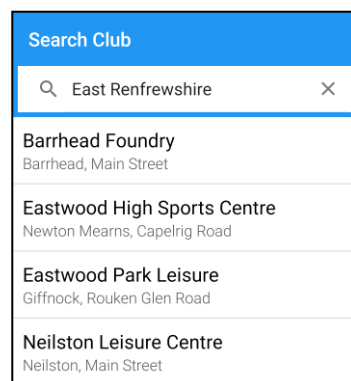 Search Club
East Renfrewshire
Barrhead Foundry
Barrhead, Main Street
Eastwood High Sports Centre
Newton Mearns, Capelrig Road
Eastwood Park Leisure
Giffnock, Rouken Glen Road
Neilston Leisure Centre
Neilston, Main Street